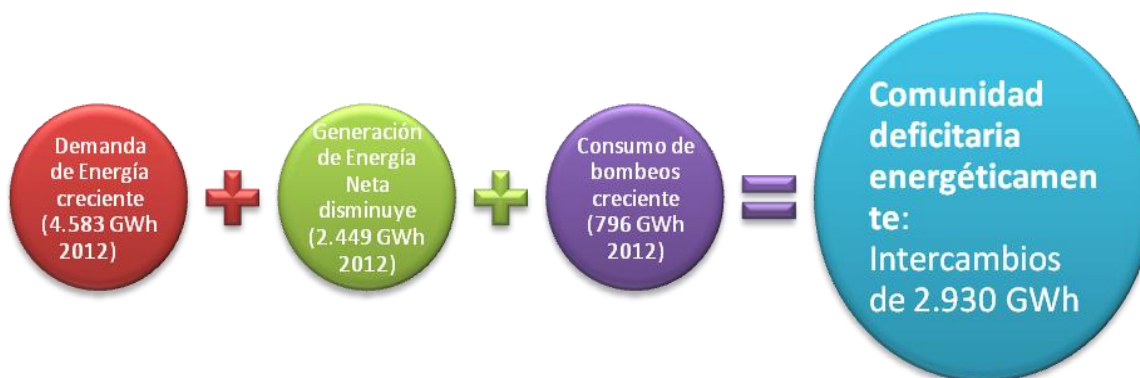 Demanda
de Energía
creciente
(4.583 GWh
2012)
+
Generación
de Energía
Neta
disminuye
(2.449 GWh
2012)
+
Consumo de
bombeos
creciente
(796 GWh
2012)
=
Comunidad
deficitaria
energéticamen
te:
Intercambios
de 2.930 GWh